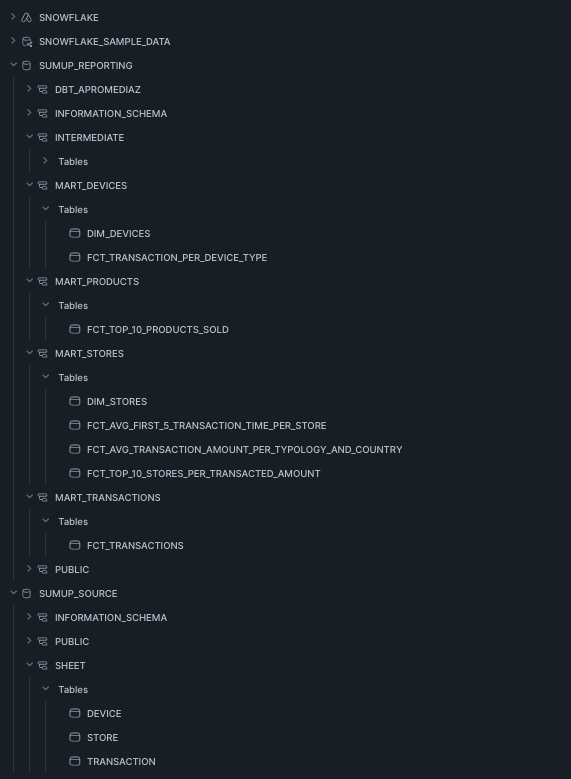 SNOWFLAKE
SNOWFLAKE_SAMPLE_DATA
SUMUP_REPORTING
DBT_APROMEDIAZ
INFORMATION_SCHEMA
INTERMEDIATE
Tables
MART_DEVICES
Tables
DIM_DEVICES
FCT_TRANSACTION_PER_DEVICE_TYPE
MART_PRODUCTS
Tables
FCT_TOP_10_PRODUCTS_SOLD
MART_STORES
Tables
DIM_STORES
FCT_AVG_FIRST_5_TRANSACTION_TIME_PER_STORE
FCT_AVG_TRANSACTION_AMOUNT_PER_TYPOLOGY_AND_COUNTRY
FCT_TOP_10_STORES_PER_TRANSACTED_AMOUNT
MART_TRANSACTIONS
Tables
FCT_TRANSACTIONS
PUBLIC
SUMUP_SOURCE
INFORMATION_SCHEMA
PUBLIC
SHEET
Tables
DEVICE
STORE
TRANSACTION